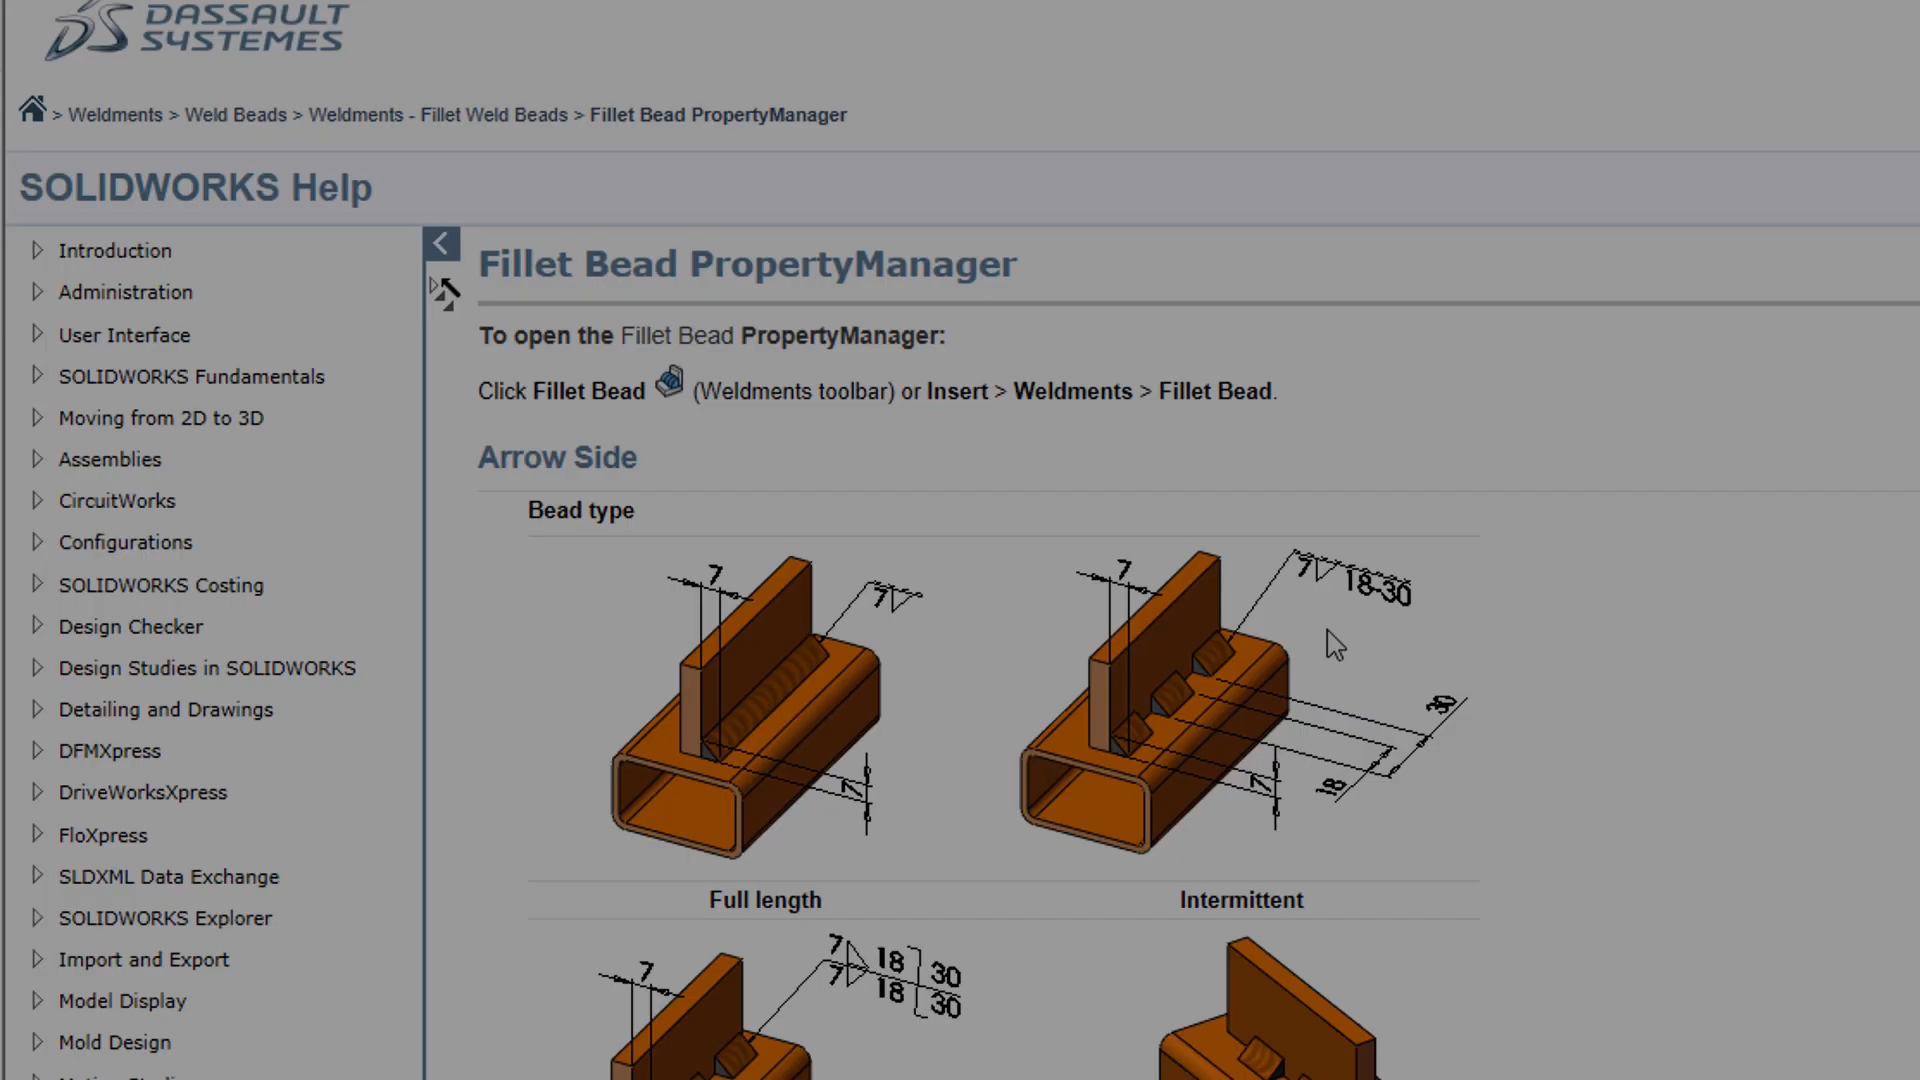 DASSAULT
SYSTEMES
> Weldments > Weld Beads > Weldments - Fillet Weld Beads > Fillet Bead PropertyManager
SOLIDWORKS Help
Introduction
Administration
User Interface
SOLIDWORKS Fundamentals
Moving from 2D to 3D
Assemblies
CircuitWorks
Configurations
SOLIDWORKS Costing
Design Checker
Design Studies in SOLIDWORKS
Detailing and Drawings
DFMXpress
DriveWorksXpress
FloXpress
SLDXML Data Exchange
SOLIDWORKS Explorer
Import and Export
Model Display
Mold Design
Fillet Bead PropertyManager
To open the Fillet Bead PropertyManager:
Click Fillet Bead (Weldments toolbar) or Insert > Weldments > Fillet Bead.
Arrow Side
Bead type
7
7
7
7
7 18-30
30
18
7
Full length
Intermittent
7
7 18 30
7 18 30